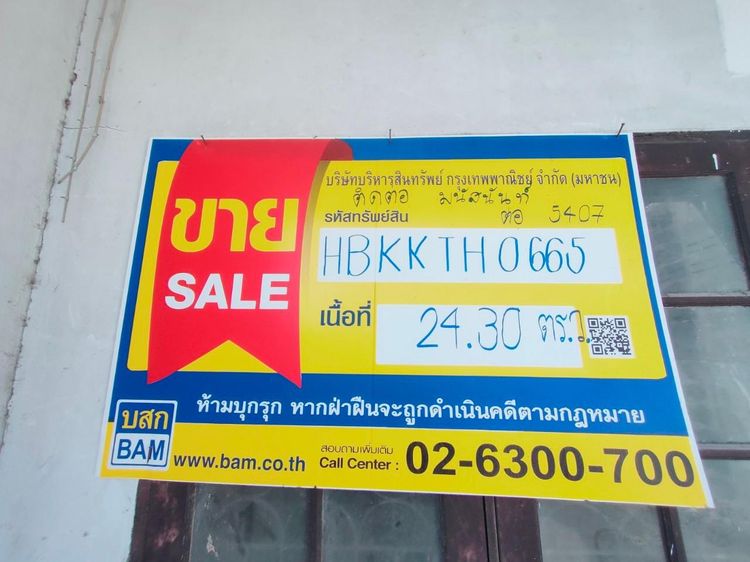 ขาย
SALE
บริษัทบริหารสินทรัพย์ กรุงเทพพาณิชย์ จำกัด (มหาชน)
ติดต่อ มนัสนันท์
รหัสทรัพย์สิน ต่อ 5407
HBKKTH0665
เนื้อที่ 24.30 ตร.ว.
ห้ามบุกรุก หากฝ่าฝืนจะถูกดำเนินคดีตามกฎหมาย
บสก
BAM
www.bam.co.th
สอบถามเพิ่มเติม
Call Center : 02-6300-700